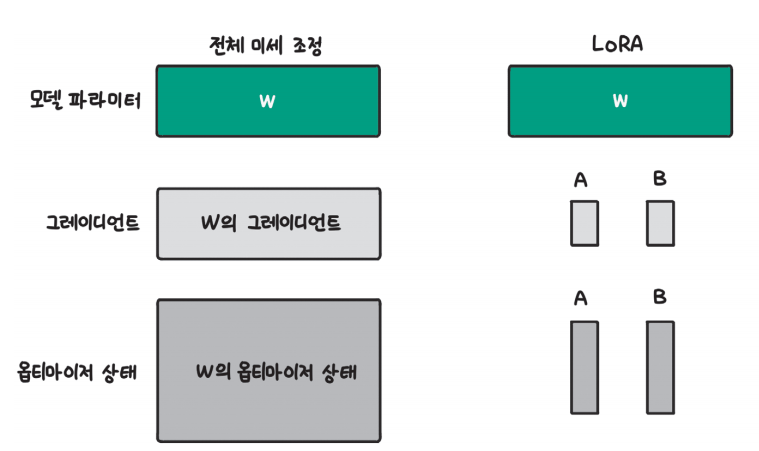 전체 미세 조정
LoRA
모델 파라미터
W
W
그레이디언트
W의 그레이디언트
A
B
옵티마이저 상태
W의 옵티마이저 상태
A
B